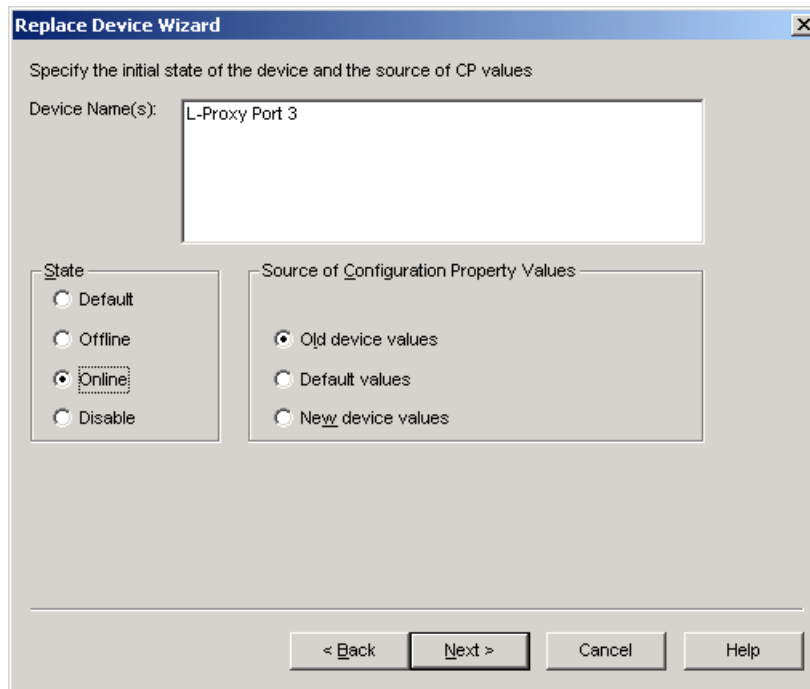 Replace Device Wizard
Specify the initial state of the device and the source of CP values
Device Name(s):
L-Proxy Port 3
State
Default
Offline
Online
Disable
Source of Configuration Property Values
Old device values
Default values
New device values
< Back
Next >
Cancel
Help